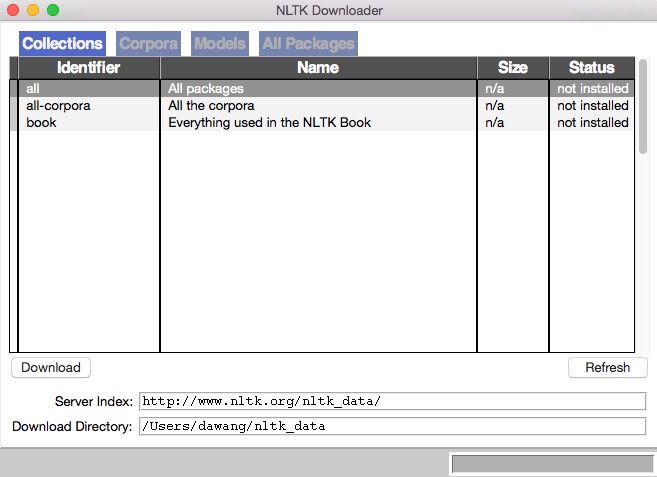 NLTK Downloader
Collections Corpora Models All Packages
Identifier Name Size Status
all All packages n/a not installed
all-corpora All the corpora n/a not installed
book Everything used in the NLTK Book n/a not installed
Download Refresh
Server Index: http://www.nltk.org/nltk_data/
Download Directory: /Users/dawang/nltk_data